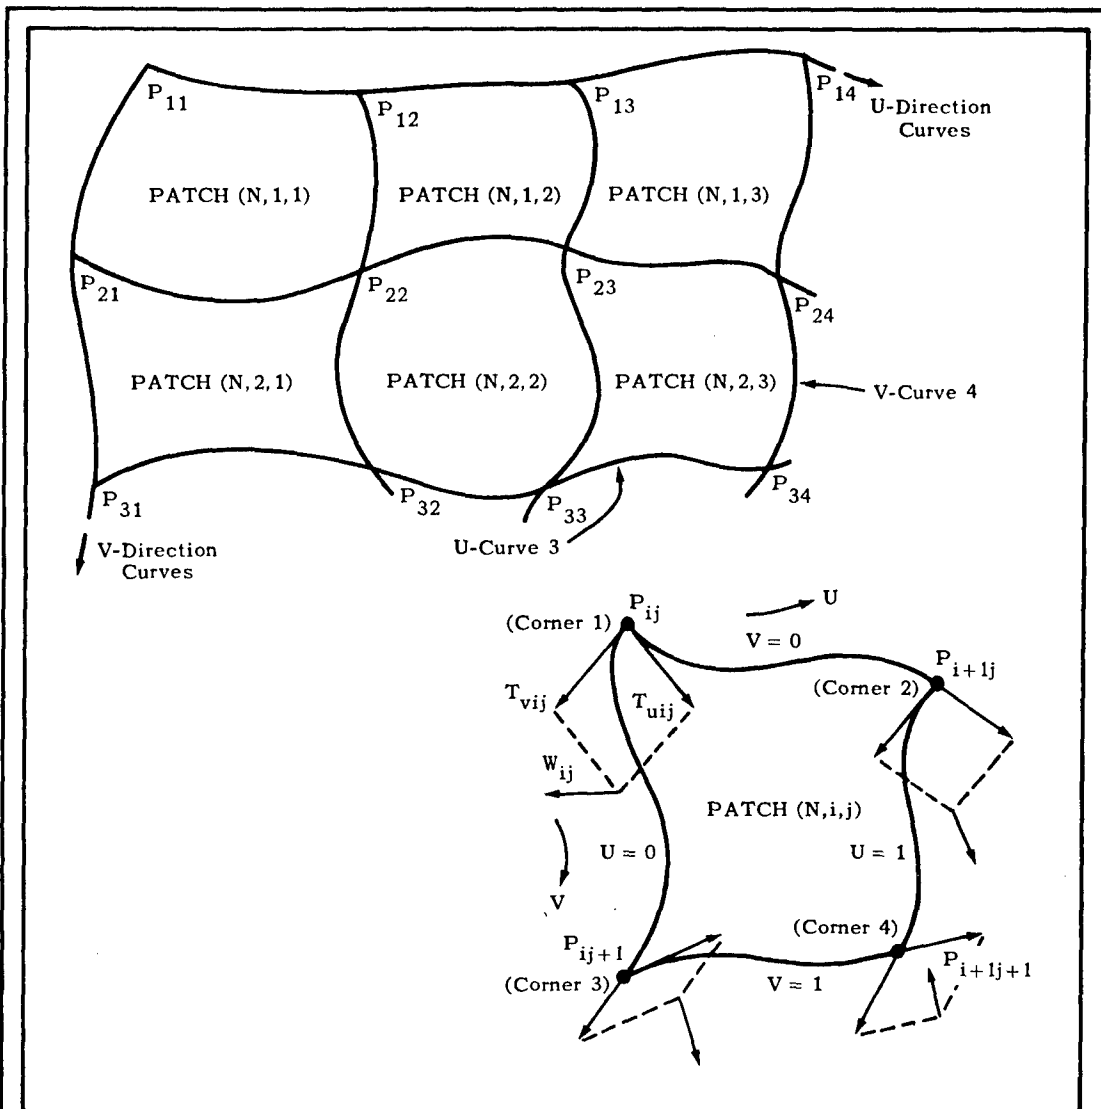 P11
P12
P13
P14
U-Direction
Curves
PATCH (N,1,1)
PATCH (N,1,2)
PATCH (N,1,3)
P21
P22
P23
P24
PATCH (N,2,1)
PATCH (N,2,2)
PATCH (N,2,3)
V-Curve 4
P31
P32
P33
P34
V-Direction
Curves
U-Curve 3
Pij
U
(Corner 1)
V = 0
Pi+1j
(Corner 2)
Tvij
Tuij
Wij
PATCH (N,i,j)
U = 0
U = 1
V
Pij+1
(Corner 4)
(Corner 3)
V = 1
Pi+1j+1